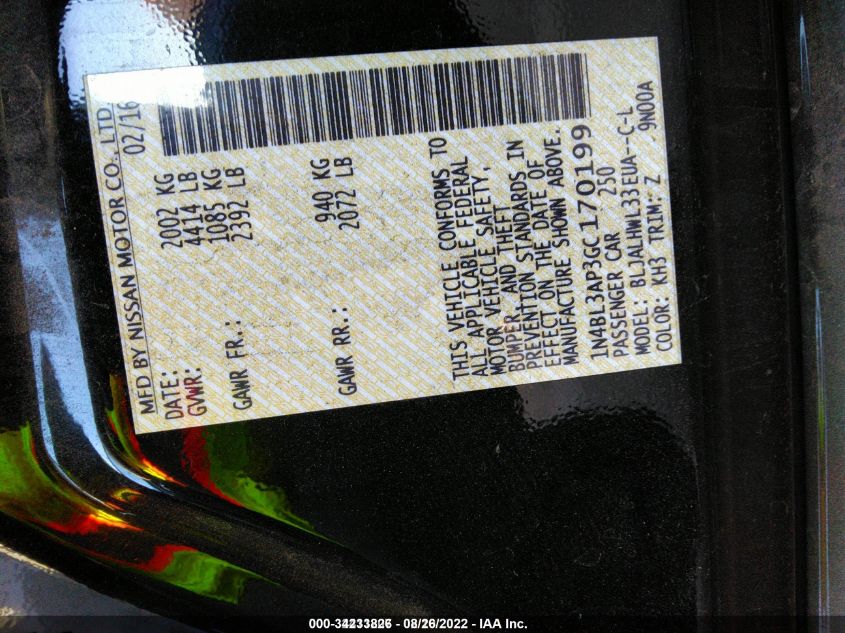 MFD BY NISSAN MOTOR CO., LTD
DATE: 02/16
GVWR: 2002 KG
4414 LB
GAWR FR.: 1085 KG
2392 LB
GAWR RR.: 940 KG
2072 LB
THIS VEHICLE CONFORMS TO
ALL APPLICABLE FEDERAL
MOTOR VEHICLE SAFETY,
BUMPER, AND THEFT
PREVENTION STANDARDS IN
EFFECT ON THE DATE OF
MANUFACTURE SHOWN ABOVE.
1N4BL3AP3GC170199
PASSENGER CAR 250
MODEL: BLJALHWL33EUA--C-L
COLOR: KH3 TRIM: Z 9N00A
08/26/2022 - IAA Inc.